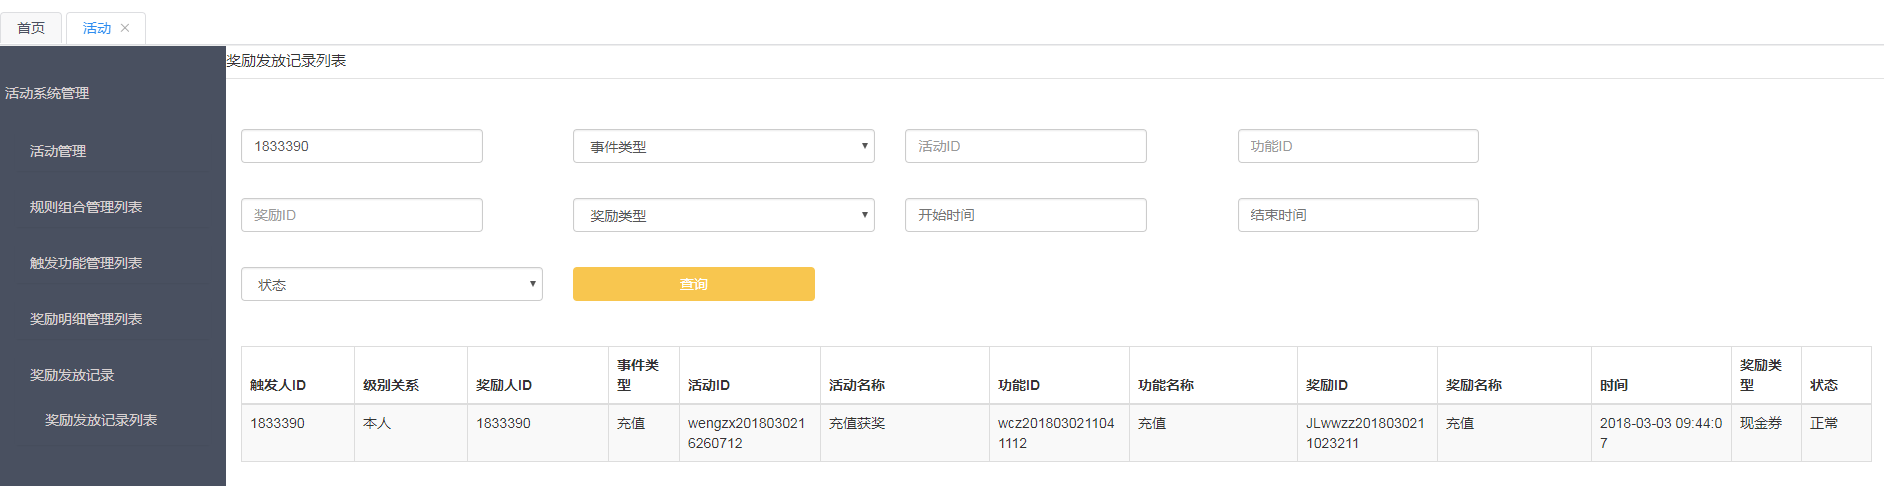 首页
活动 ×
奖励发放记录列表
活动系统管理
活动管理
规则组合管理列表
触发功能管理列表
奖励明细管理列表
奖励发放记录
奖励发放记录列表
1833390 事件类型 活动ID 功能ID
奖励ID 奖励类型 开始时间 结束时间
状态 查询
触发人ID 级别关系 奖励人ID 事件类型 活动ID 活动名称 功能ID 功能名称 奖励ID 奖励名称 时间 奖励类型 状态
1833390 本人 1833390 充值 wengzx2018030216260712 充值获奖 wcz2018030211041112 充值 JLwwzz2018030211023211 充值 2018-03-03 09:44:07 现金券 正常